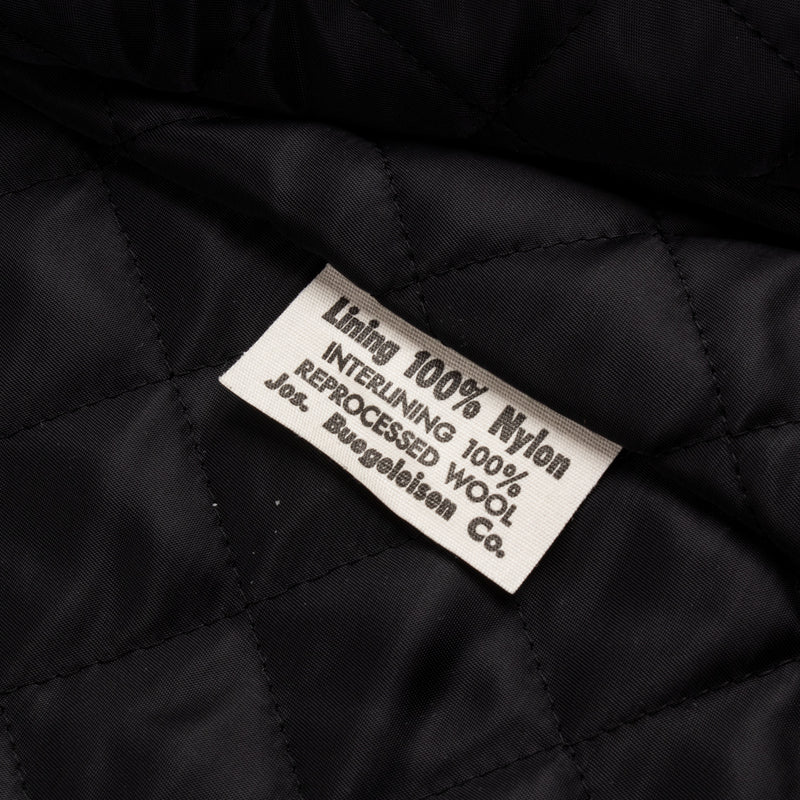 Lining 100% Nylon
INTERLINING 100%
REPROCESSED WOOL
Jos. Buegeleisen Co.